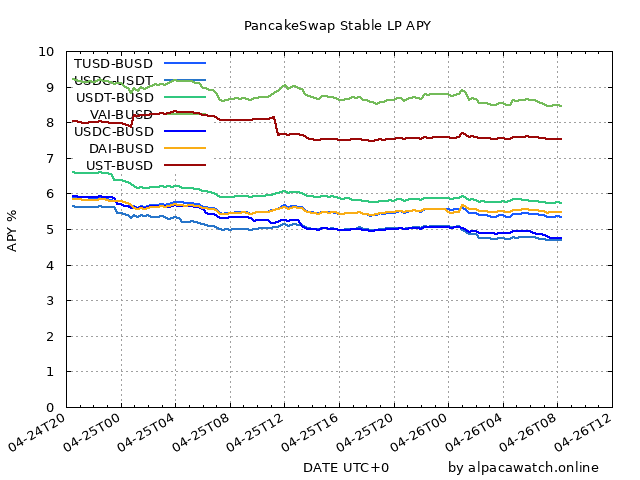 PancakeSwap Stable LP APY
10
9
8
7
6
5
4
3
2
1
0
APY %
TUSD-BUSD
USDC-USDT
USDT-BUSD
VAI-BUSD
USDC-BUSD
DAI-BUSD
UST-BUSD
04-24T20
04-25T00
04-25T04
04-25T08
04-25T12
04-25T16
04-25T20
04-26T00
04-26T04
04-26T08
04-26T12
DATE UTC+0
by alpacawatch.online